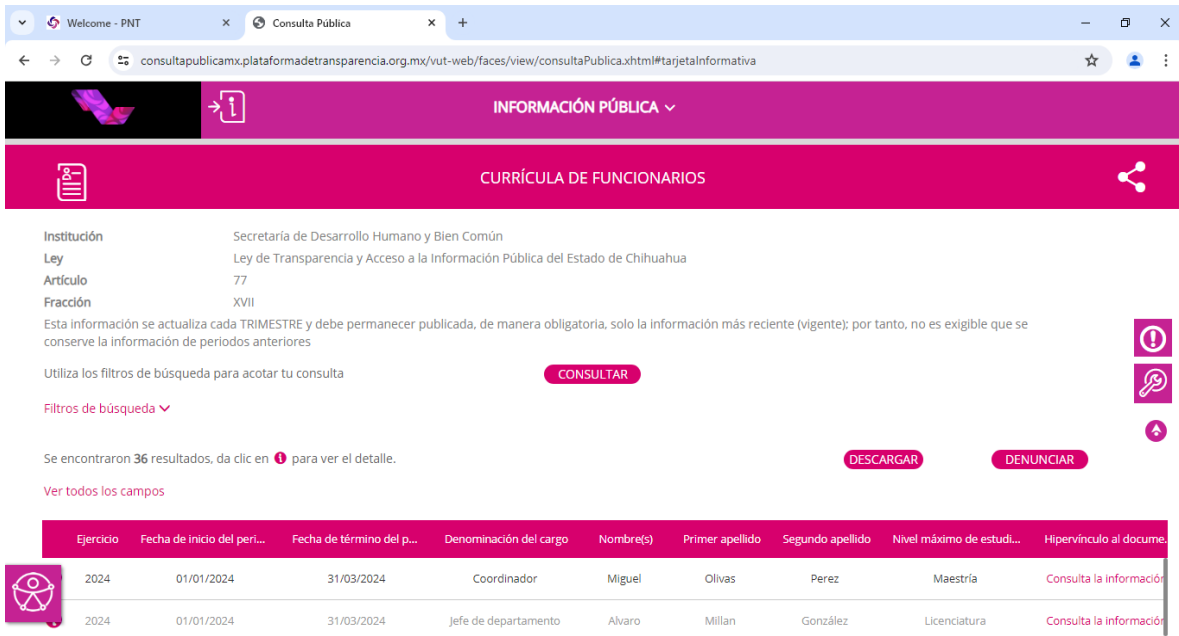 Welcome - PNT
Consulta Pública
consultapublicamx.plataformadetransparencia.org.mx/vut-web/faces/view/consultaPublica.xhtml#tarjetaInformativa
INFORMACIÓN PÚBLICA
CURRÍCULA DE FUNCIONARIOS
Institución Secretaría de Desarrollo Humano y Bien Común
Ley Ley de Transparencia y Acceso a la Información Pública del Estado de Chihuahua
Artículo 77
Fracción XVII
Esta información se actualiza cada TRIMESTRE y debe permanecer publicada, de manera obligatoria, solo la información más reciente (vigente); por tanto, no es exigible que se
conserve la información de periodos anteriores
Utiliza los filtros de búsqueda para acotar tu consulta CONSULTAR
Filtros de búsqueda
Se encontraron 36 resultados, da clic en i para ver el detalle. DESCARGAR DENUNCIAR
Ver todos los campos
Ejercicio Fecha de inicio del peri... Fecha de término del p... Denominación del cargo Nombre(s) Primer apellido Segundo apellido Nivel máximo de estudi... Hipervínculo al docume.
2024 01/01/2024 31/03/2024 Coordinador Miguel Olivas Perez Maestría Consulta la información
2024 01/01/2024 31/03/2024 Jefe de departamento Alvaro Millan González Licenciatura Consulta la información